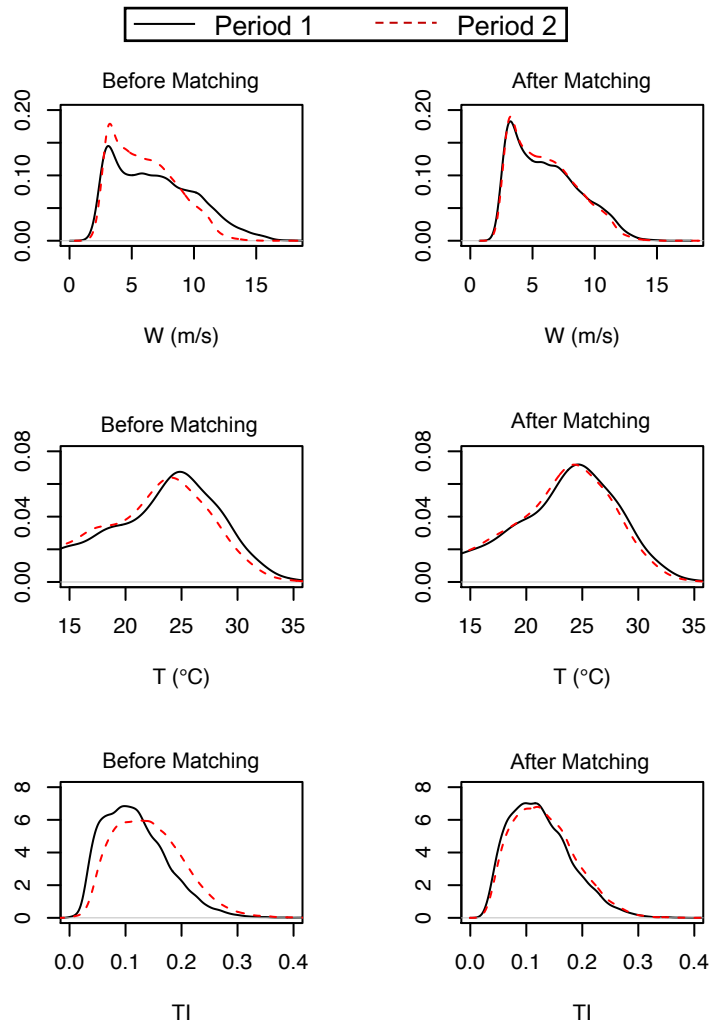 Period 1 Period 2
Before Matching After Matching
0.00 0.10 0.20 0.00 0.10 0.20
0 5 10 15 0 5 10 15
W (m/s) W (m/s)
Before Matching After Matching
0.00 0.04 0.08 0.00 0.04 0.08
15 20 25 30 35 15 20 25 30 35
T (°C) T (°C)
Before Matching After Matching
0 2 4 6 8 0 2 4 6 8
0.0 0.1 0.2 0.3 0.4 0.0 0.1 0.2 0.3 0.4
TI TI